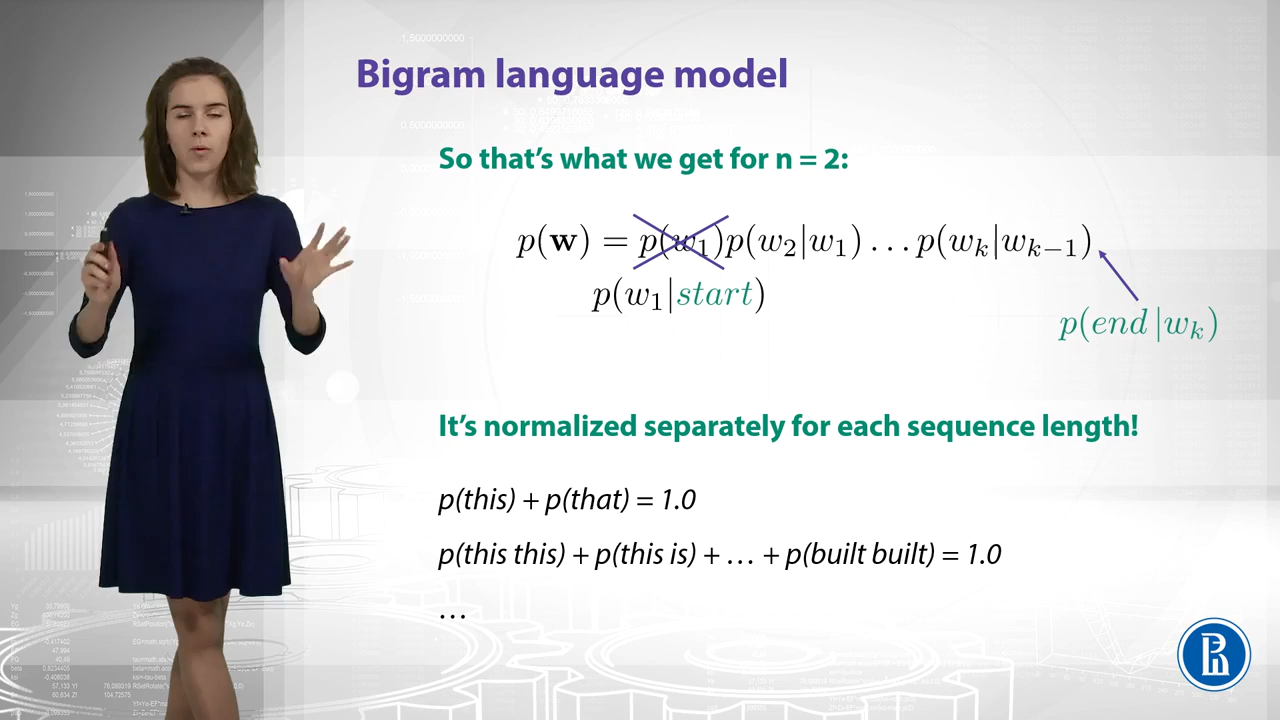 Bigram language model
So that's what we get for n = 2:
p(w) = p(w₁)p(w₂|w₁) … p(wₖ|wₖ₋₁)
p(w₁|start)
p(end |wₖ)
It's normalized separately for each sequence length!
p(this) + p(that) = 1.0
p(this this) + p(this is) + … + p(built built) = 1.0
…